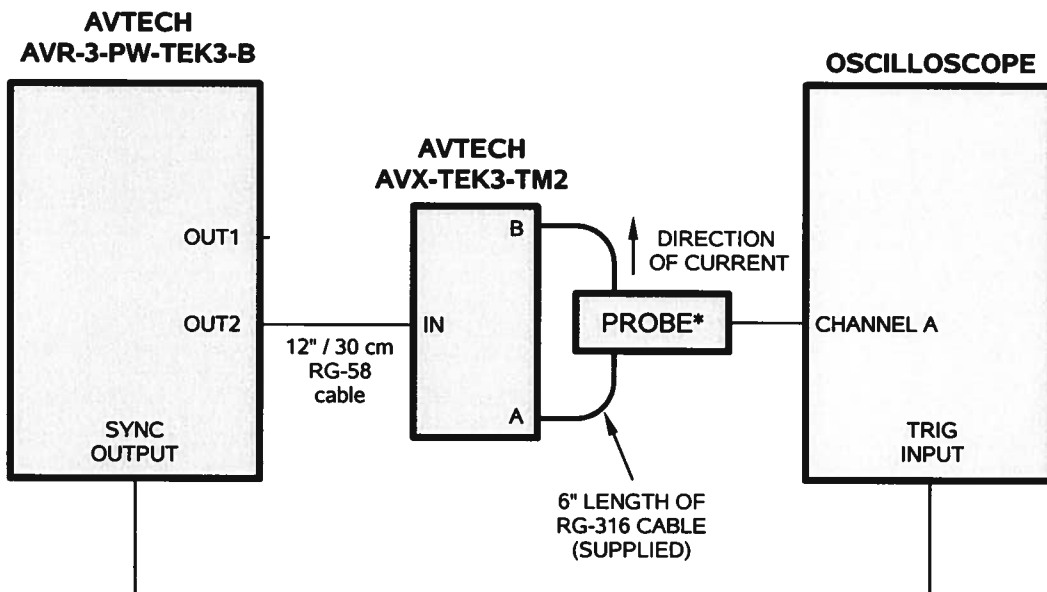 AVTECH
AVR-3-PW-TEK3-B
OUT1
OUT2
SYNC
OUTPUT
12" / 30 cm
RG-58
cable
AVTECH
AVX-TEK3-TM2
IN
B
A
DIRECTION
OF CURRENT
PROBE*
6" LENGTH OF
RG-316 CABLE
(SUPPLIED)
OSCILLOSCOPE
CHANNEL A
TRIG
INPUT